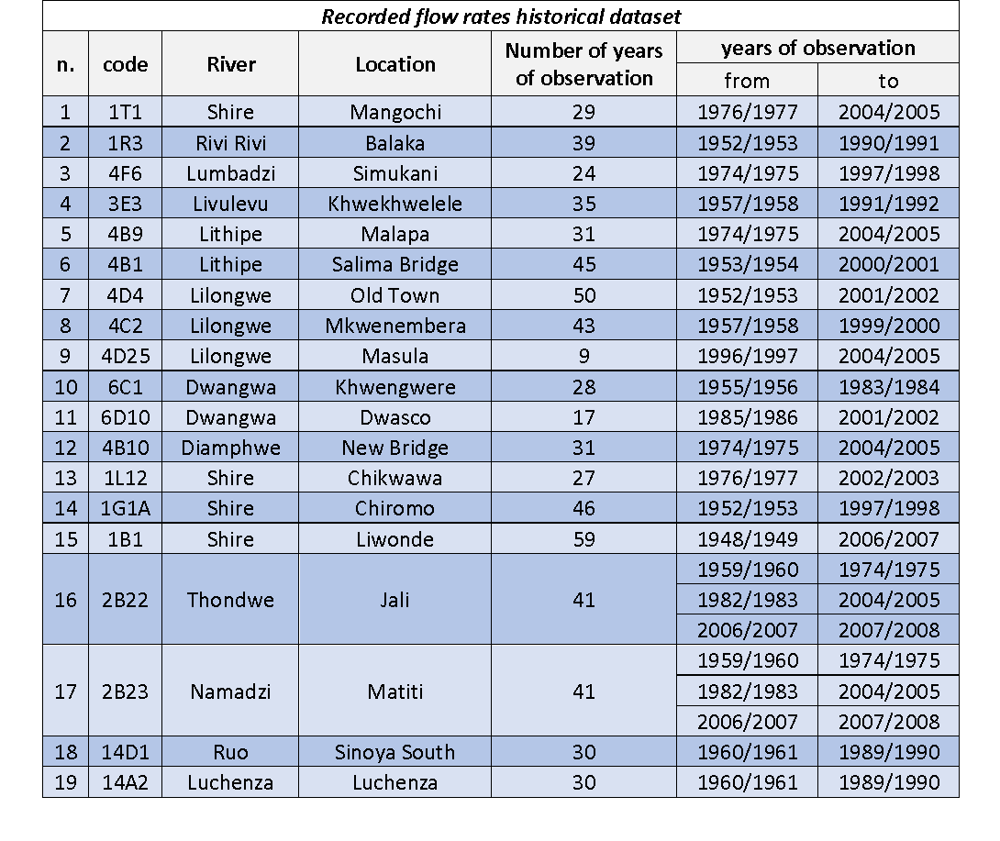 Recorded flow rates historical dataset
n. code River Location Number of years of observation years of observation
from to
1 1T1 Shire Mangochi 29 1976/1977 2004/2005
2 1R3 Rivi Rivi Balaka 39 1952/1953 1990/1991
3 4F6 Lumbadzi Simukani 24 1974/1975 1997/1998
4 3E3 Livulevu Khwekhwelele 35 1957/1958 1991/1992
5 4B9 Lithipe Malapa 31 1974/1975 2004/2005
6 4B1 Lithipe Salima Bridge 45 1953/1954 2000/2001
7 4D4 Lilongwe Old Town 50 1952/1953 2001/2002
8 4C2 Lilongwe Mkwenembera 43 1957/1958 1999/2000
9 4D25 Lilongwe Masula 9 1996/1997 2004/2005
10 6C1 Dwangwa Khwengwere 28 1955/1956 1983/1984
11 6D10 Dwangwa Dwasco 17 1985/1986 2001/2002
12 4B10 Diamphwe New Bridge 31 1974/1975 2004/2005
13 1L12 Shire Chikwawa 27 1976/1977 2002/2003
14 1G1A Shire Chiromo 46 1952/1953 1997/1998
15 1B1 Shire Liwonde 59 1948/1949 2006/2007
16 2B22 Thondwe Jali 41 1959/1960 1974/1975
1982/1983 2004/2005
2006/2007 2007/2008
17 2B23 Namadzi Matiti 41 1959/1960 1974/1975
1982/1983 2004/2005
2006/2007 2007/2008
18 14D1 Ruo Sinoya South 30 1960/1961 1989/1990
19 14A2 Luchenza Luchenza 30 1960/1961 1989/1990